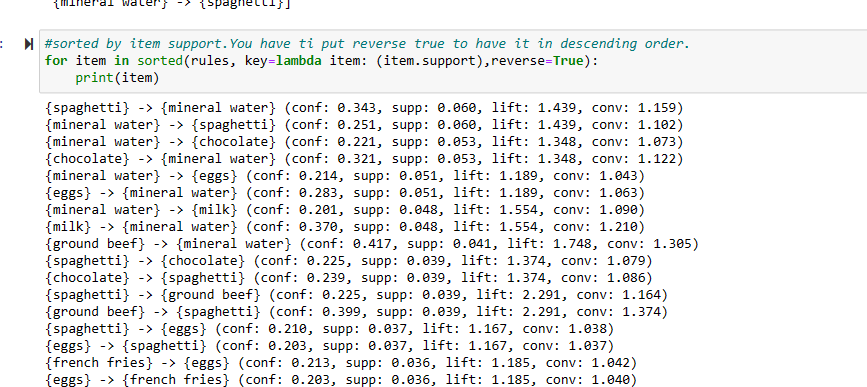 {mineral water} -> {spaghetti}]
#sorted by item support.You have ti put reverse true to have it in descending order.
for item in sorted(rules, key=lambda item: (item.support),reverse=True):
    print(item)
{spaghetti} -> {mineral water} (conf: 0.343, supp: 0.060, lift: 1.439, conv: 1.159)
{mineral water} -> {spaghetti} (conf: 0.251, supp: 0.060, lift: 1.439, conv: 1.102)
{mineral water} -> {chocolate} (conf: 0.221, supp: 0.053, lift: 1.348, conv: 1.073)
{chocolate} -> {mineral water} (conf: 0.321, supp: 0.053, lift: 1.348, conv: 1.122)
{mineral water} -> {eggs} (conf: 0.214, supp: 0.051, lift: 1.189, conv: 1.043)
{eggs} -> {mineral water} (conf: 0.283, supp: 0.051, lift: 1.189, conv: 1.063)
{mineral water} -> {milk} (conf: 0.201, supp: 0.048, lift: 1.554, conv: 1.090)
{milk} -> {mineral water} (conf: 0.370, supp: 0.048, lift: 1.554, conv: 1.210)
{ground beef} -> {mineral water} (conf: 0.417, supp: 0.041, lift: 1.748, conv: 1.305)
{spaghetti} -> {chocolate} (conf: 0.225, supp: 0.039, lift: 1.374, conv: 1.079)
{chocolate} -> {spaghetti} (conf: 0.239, supp: 0.039, lift: 1.374, conv: 1.086)
{spaghetti} -> {ground beef} (conf: 0.225, supp: 0.039, lift: 2.291, conv: 1.164)
{ground beef} -> {spaghetti} (conf: 0.399, supp: 0.039, lift: 2.291, conv: 1.374)
{spaghetti} -> {eggs} (conf: 0.210, supp: 0.037, lift: 1.167, conv: 1.038)
{eggs} -> {spaghetti} (conf: 0.203, supp: 0.037, lift: 1.167, conv: 1.037)
{french fries} -> {eggs} (conf: 0.213, supp: 0.036, lift: 1.185, conv: 1.042)
{eggs} -> {french fries} (conf: 0.203, supp: 0.036, lift: 1.185, conv: 1.040)